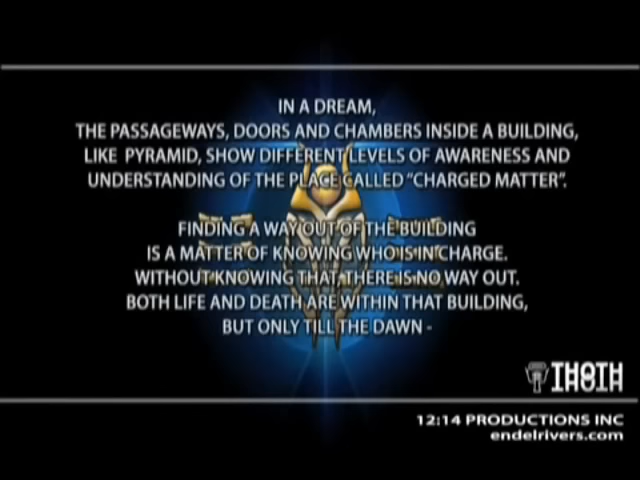 IN A DREAM,
THE PASSAGEWAYS, DOORS AND CHAMBERS INSIDE A BUILDING,
LIKE PYRAMID, SHOW DIFFERENT LEVELS OF AWARENESS AND
UNDERSTANDING OF THE PLACE CALLED "CHARGED MATTER".
FINDING A WAY OUT OF THE BUILDING
IS A MATTER OF KNOWING WHO IS IN CHARGE.
WITHOUT KNOWING THAT, THERE IS NO WAY OUT.
BOTH LIFE AND DEATH ARE WITHIN THAT BUILDING,
BUT ONLY TILL THE DAWN -
THOTH
12:14 PRODUCTIONS INC
endelrivers.com